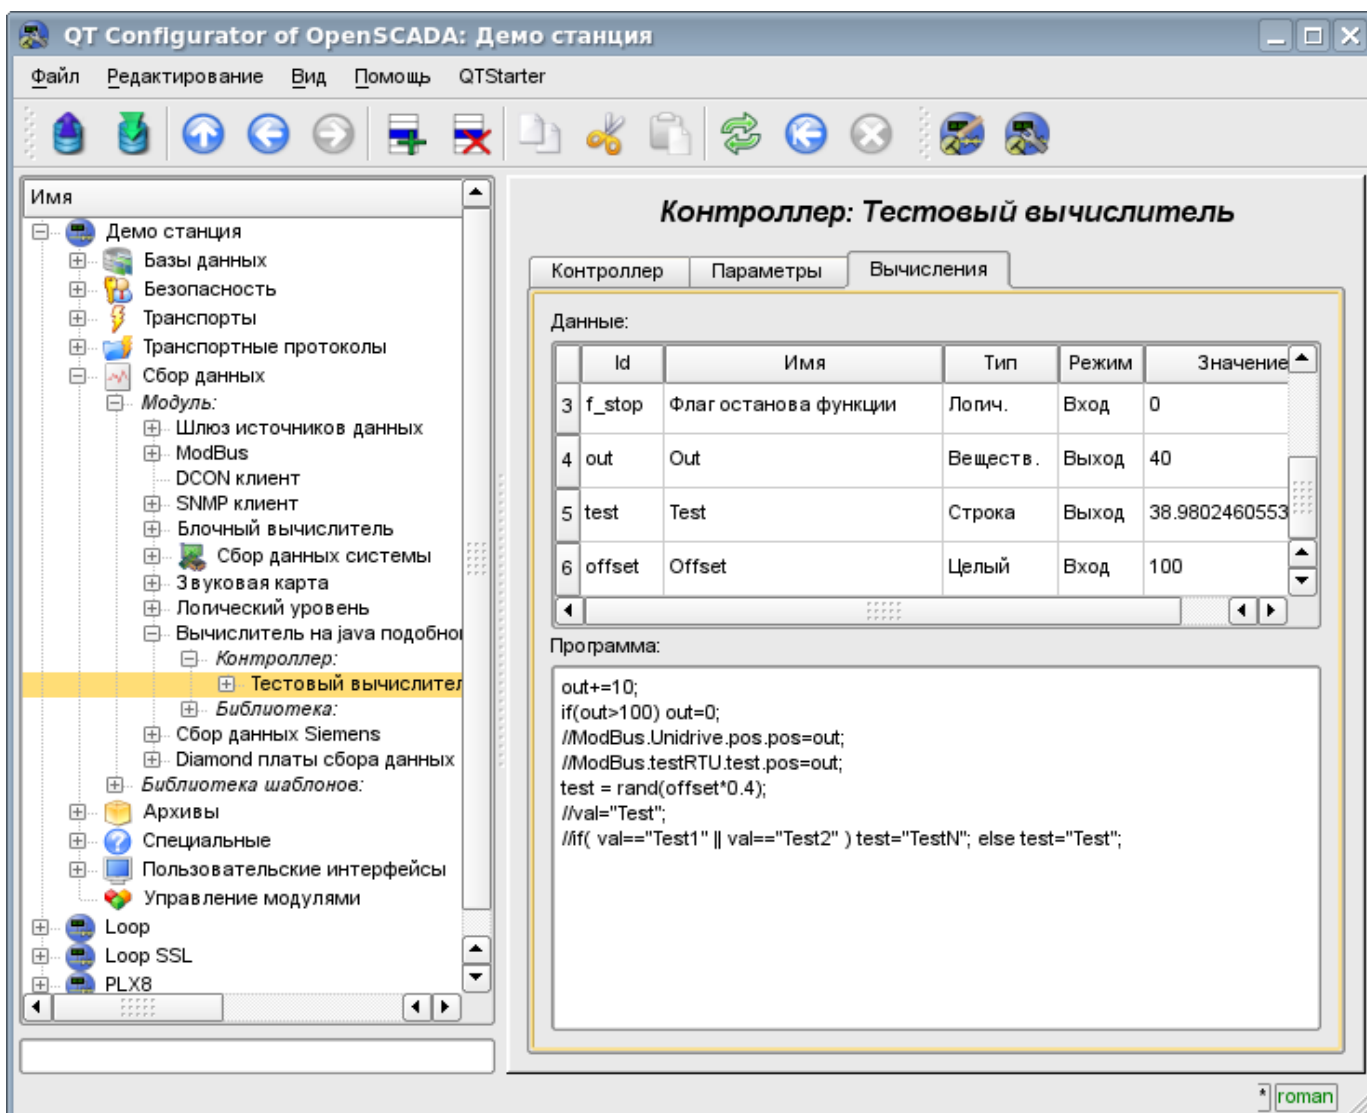 QT Configurator of OpenSCADA: Демо станция
Файл Редактирование Вид Помощь QTStarter
Имя
Демо станция
Базы данных
Безопасность
Транспорты
Транспортные протоколы
Сбор данных
Модуль:
Шлюз источников данных
ModBus
DCON клиент
SNMP клиент
Блочный вычислитель
Сбор данных системы
Звуковая карта
Логический уровень
Вычислитель на java подобно
Контроллер:
Тестовый вычислител
Библиотека:
Сбор данных Siemens
Diamond платы сбора данных
Библиотека шаблонов:
Архивы
Специальные
Пользовательские интерфейсы
Управление модулями
Loop
Loop SSL
PLX8
Контроллер: Тестовый вычислитель
Контроллер Параметры Вычисления
Данные:
Id Имя Тип Режим Значение
3 f_stop Флаг останова функции Логич. Вход 0
4 out Out Веществ. Выход 40
5 test Test Строка Выход 38.9802460553
6 offset Offset Целый Вход 100
Программа:
out+=10;
if(out>100) out=0;
//ModBus.Unidrive.pos.pos=out;
//ModBus.testRTU.test.pos=out;
test = rand(offset*0.4);
//val="Test";
//if( val=="Test1" || val=="Test2" ) test="TestN"; else test="Test";
* roman